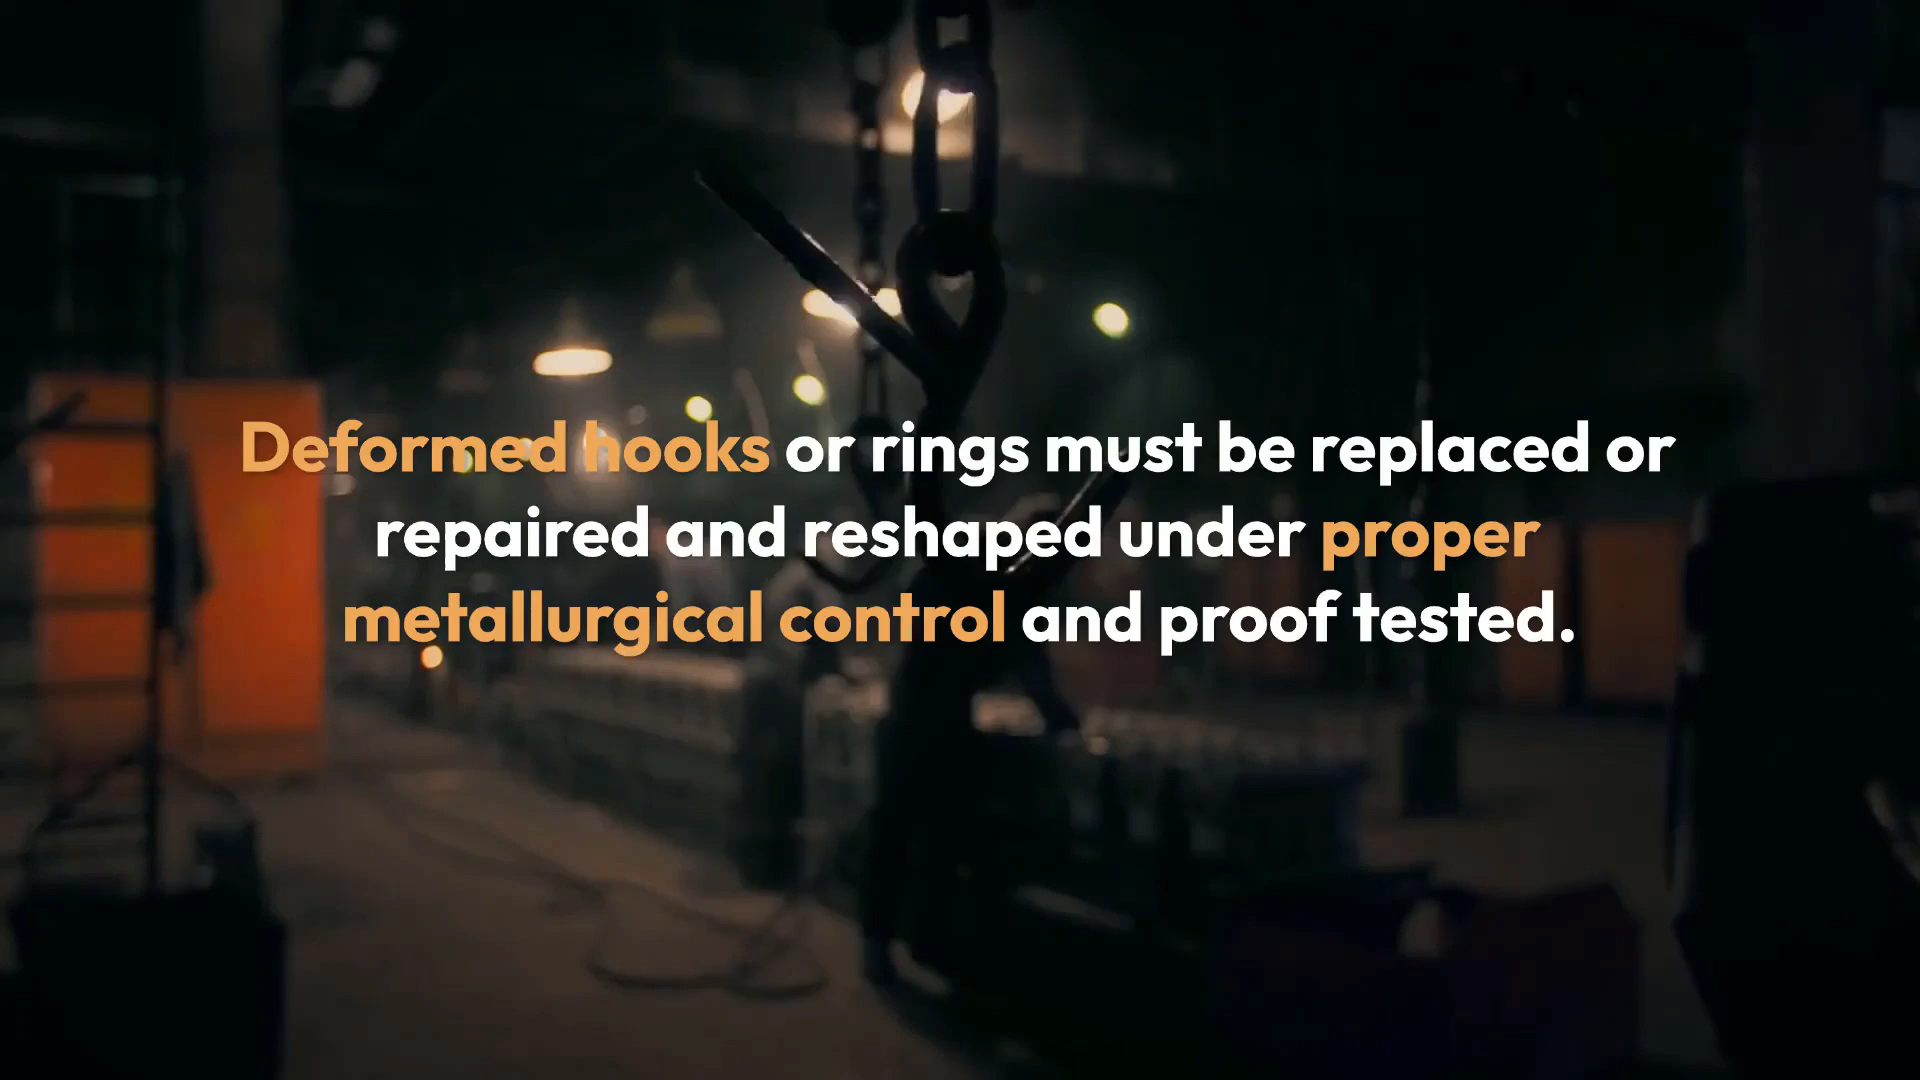 Deformed hooks or rings must be replaced or
repaired and reshaped under proper
metallurgical control and proof tested.